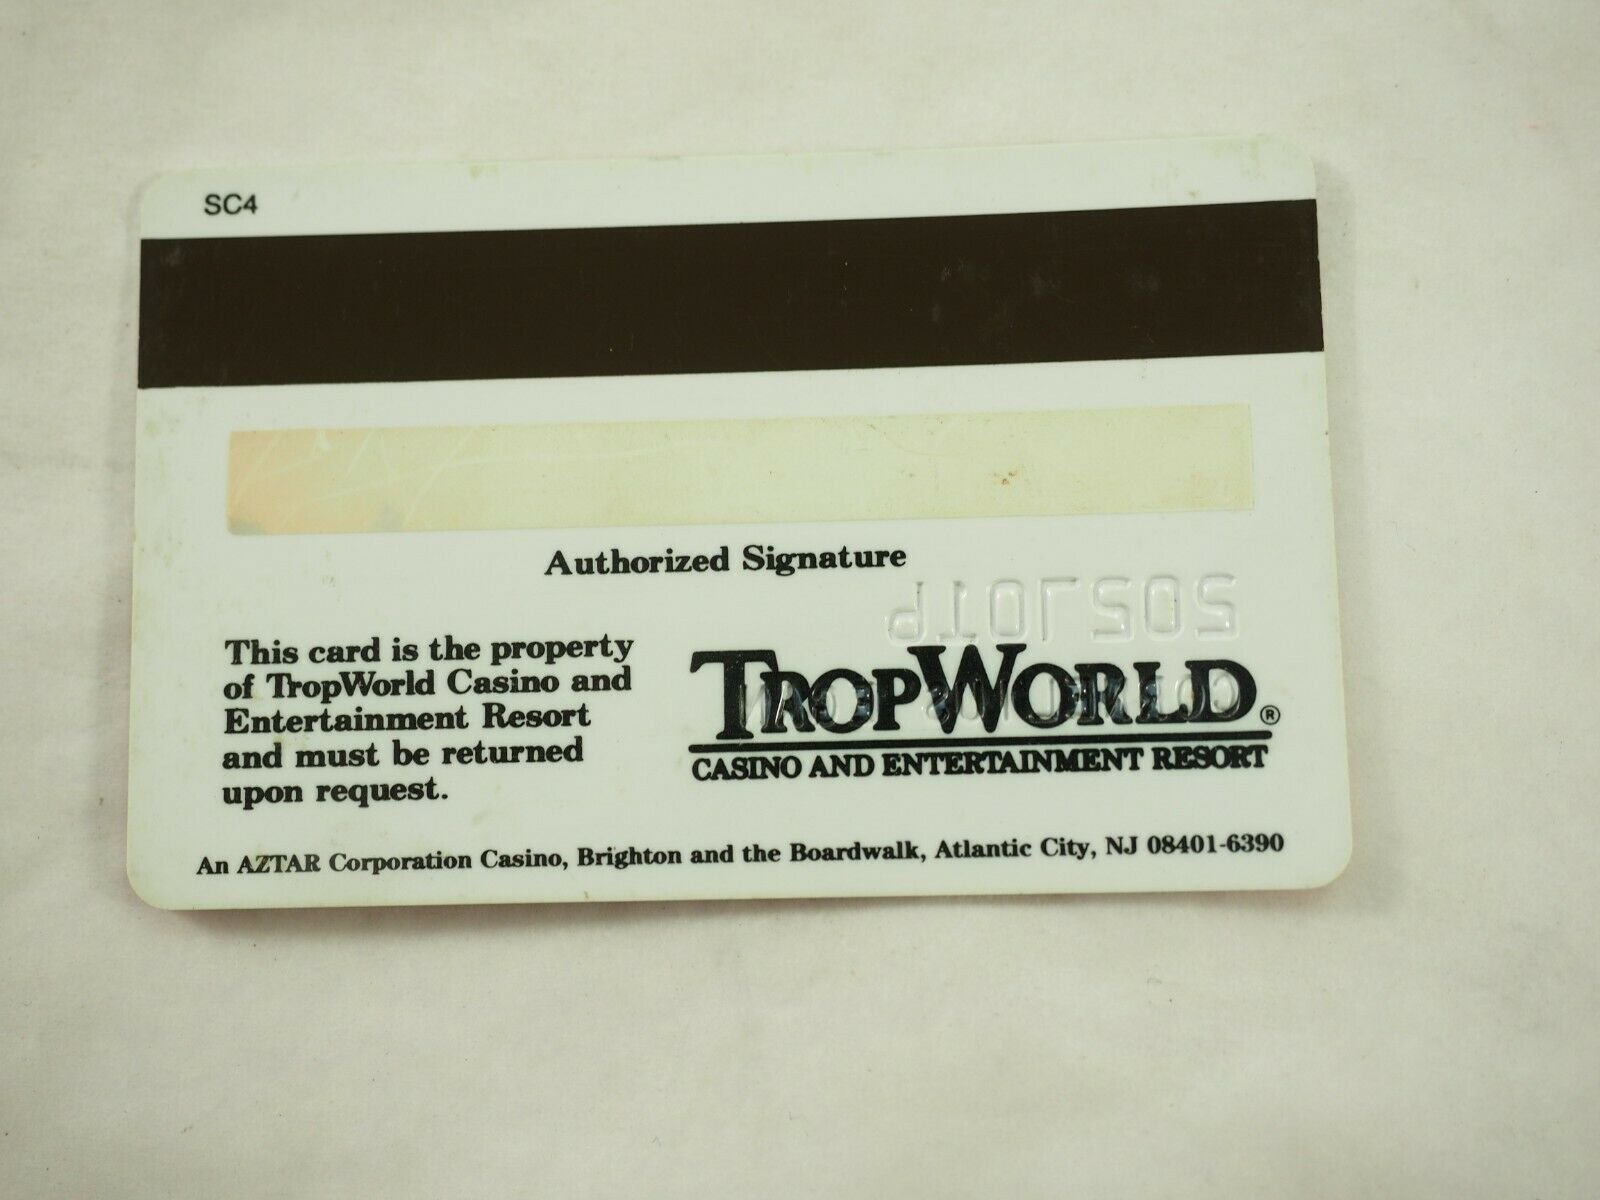 SC4
Authorized Signature
This card is the property
of TropWorld Casino and
Entertainment Resort
and must be returned
upon request.
TROPWORLD®
CASINO AND ENTERTAINMENT RESORT
An AZTAR Corporation Casino, Brighton and the Boardwalk, Atlantic City, NJ 08401-6390